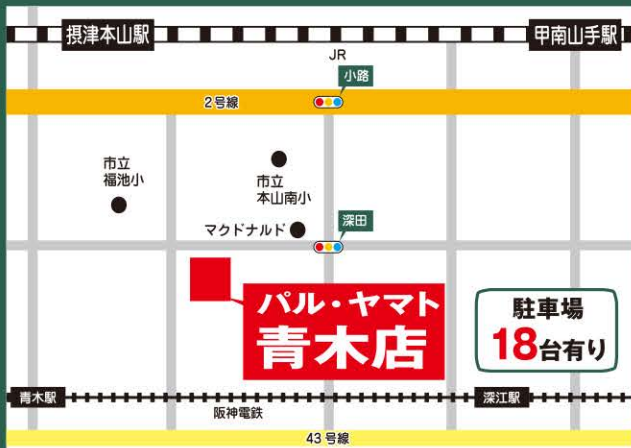 摂津本山駅
甲南山手駅
JR
小路
2号線
市立
福池小
市立
本山南小
マクドナルド
深田
パル・ヤマト
青木店
駐車場
18台有り
青木駅
深江駅
阪神電鉄
43号線